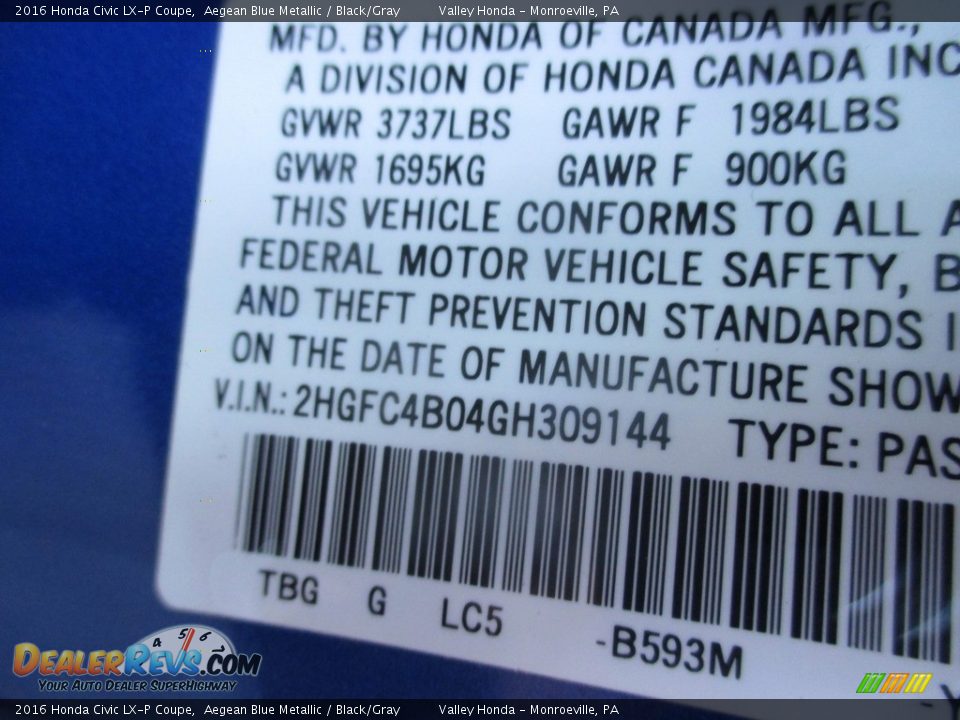 2016 Honda Civic LX-P Coupe, Aegean Blue Metallic / Black/Gray Valley Honda - Monroeville, PA
MFD. BY HONDA OF CANADA MFG.,
A DIVISION OF HONDA CANADA INC
GVWR 3737LBS GAWR F 1984LBS
GVWR 1695KG GAWR F 900KG
THIS VEHICLE CONFORMS TO ALL A
FEDERAL MOTOR VEHICLE SAFETY, B
AND THEFT PREVENTION STANDARDS I
ON THE DATE OF MANUFACTURE SHOW
V.I.N.: 2HGFC4B04GH309144 TYPE: PAS
TBG G LC5 -B593M
4 5 6
DEALERREVS.COM
YOUR AUTO DEALER SUPERHIGHWAY
2016 Honda Civic LX-P Coupe, Aegean Blue Metallic / Black/Gray Valley Honda - Monroeville, PA